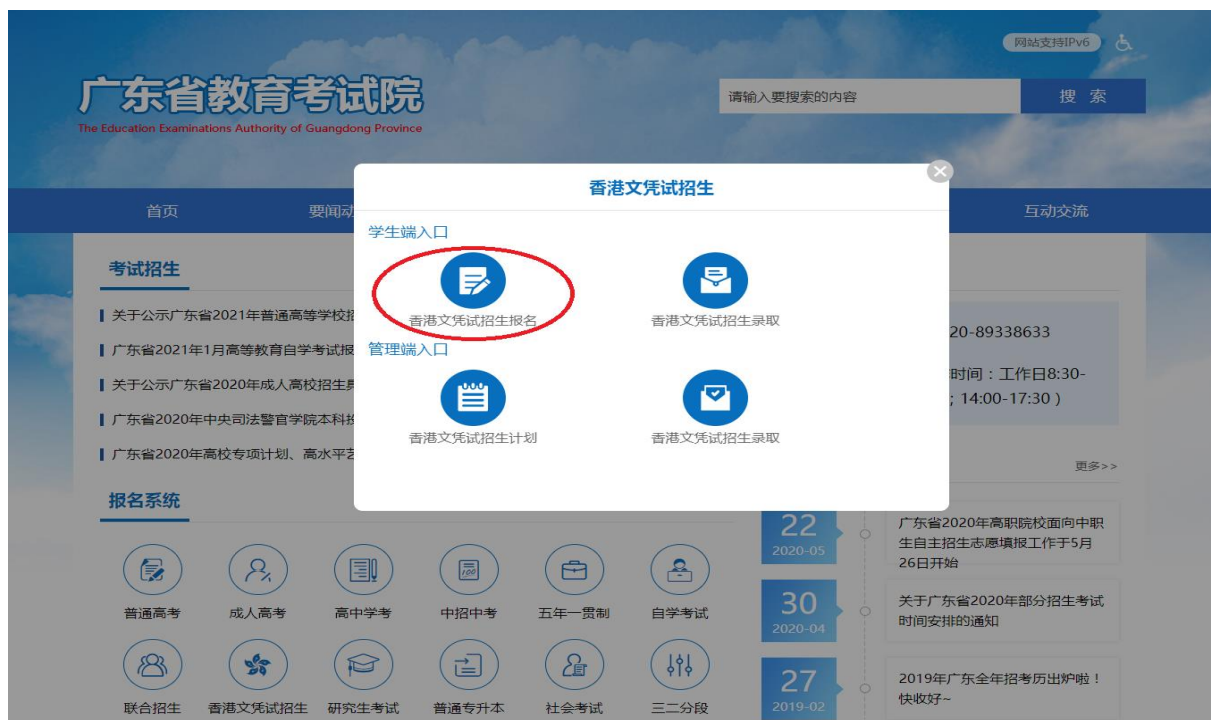 网站支持IPv6
广东省教育考试院
The Education Examinations Authority of Guangdong Province
请输入要搜索的内容
搜 索
首页
要闻动
互动交流
香港文凭试招生
学生端入口
香港文凭试招生报名
香港文凭试招生录取
管理端入口
香港文凭试招生计划
香港文凭试招生录取
考试招生
关于公示广东省2021年普通高等学校招
广东省2021年1月高等教育自学考试报
关于公示广东省2020年成人高校招生
广东省2020年中央司法警官学院本科
广东省2020年高校专项计划、高水平艺
20-89338633
时间：工作日8:30-
; 14:00-17:30 )
更多>>
报名系统
普通高考
成人高考
高中学考
中招中考
五年一贯制
自学考试
联合招生
香港文凭试招生
研究生考试
普通专升本
社会考试
三二分段
22
2020-05
广东省2020年高职院校面向中职
生自主招生志愿填报工作于5月
26日开始
30
2020-04
关于广东省2020年部分招生考试
时间安排的通知
27
2019-02
2019年广东全年招考历出炉啦！
快收好~